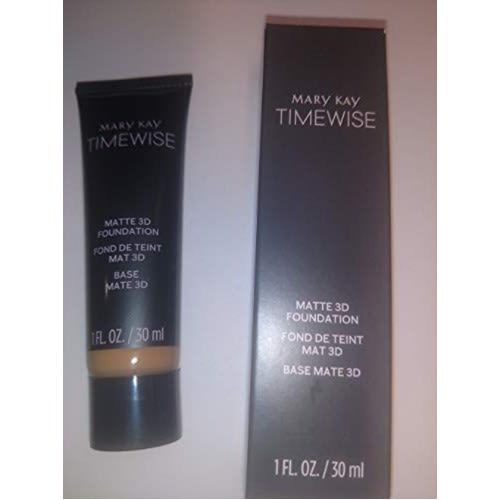 MARY KAY
TIMEWISE
MATTE 3D
FOUNDATION
FOND DE TEINT
MAT 3D
BASE
MATE 3D
1 FL. OZ. / 30 ml
MARY KAY
TIMEWISE
MATTE 3D
FOUNDATION
FOND DE TEINT
MAT 3D
BASE MATE 3D
1 FL. OZ. / 30 ml